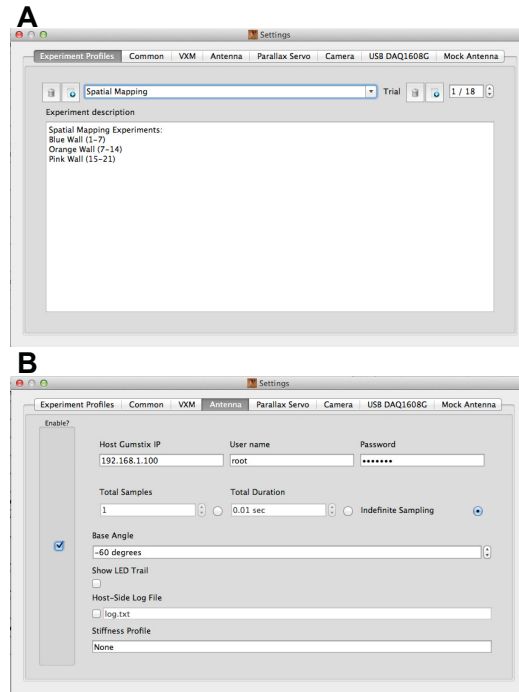 A
Settings
Experiment Profiles Common VXM Antenna Parallax Servo Camera USB DAQ1608G Mock Antenna
Spatial Mapping Trial 1 / 18
Experiment description
Spatial Mapping Experiments:
Blue Wall (1-7)
Orange Wall (7-14)
Pink Wall (15-21)
B
Settings
Experiment Profiles Common VXM Antenna Parallax Servo Camera USB DAQ1608G Mock Antenna
Enable?
Host Gumstix IP User name Password
192.168.1.100 root •••••••
Total Samples Total Duration
1 0.01 sec Indefinite Sampling
Base Angle
-60 degrees
Show LED Trail
Host-Side Log File
log.txt
Stiffness Profile
None